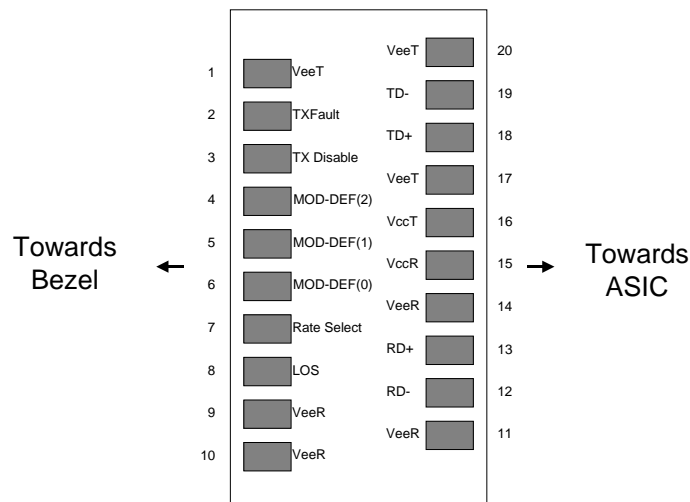 VeeT 20
1 VeeT
TD- 19
2 TXFault
TD+ 18
3 TX Disable
VeeT 17
4 MOD-DEF(2)
VccT 16
5 MOD-DEF(1)
Towards
Bezel
VccR 15
Towards
ASIC
6 MOD-DEF(0)
VeeR 14
7 Rate Select
RD+ 13
8 LOS
RD- 12
9 VeeR
VeeR 11
10 VeeR